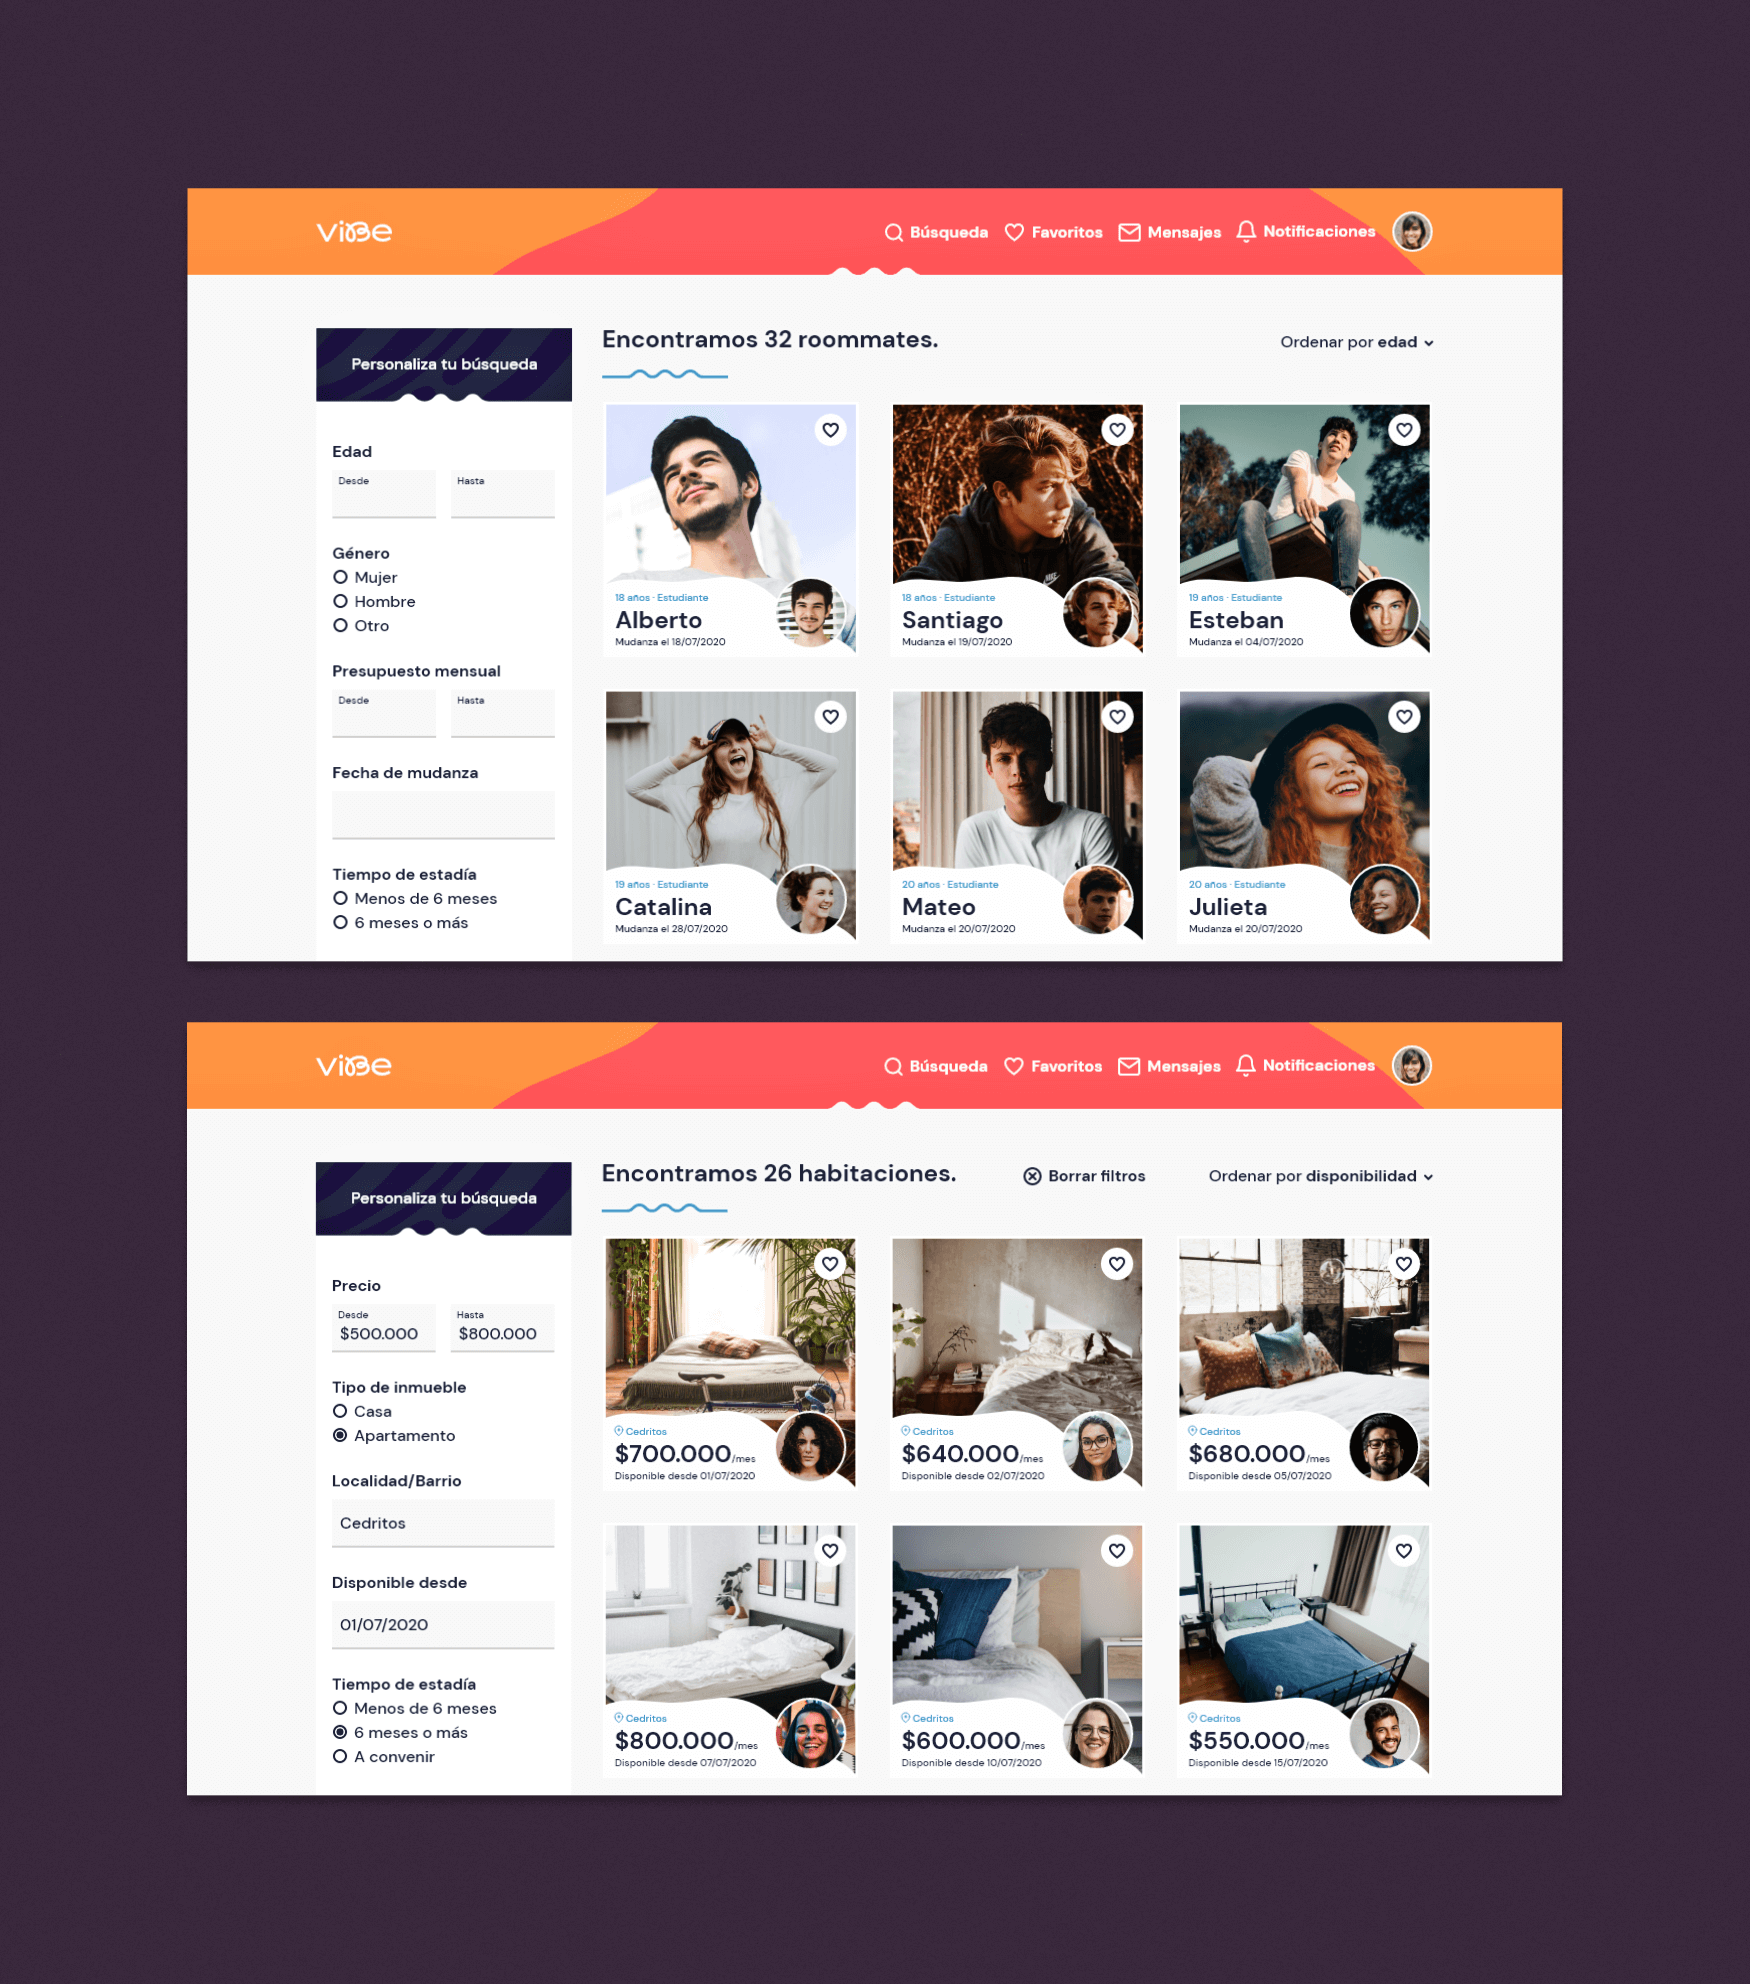 vibe
Búsqueda Favoritos Mensajes Notificaciones
Personaliza tu búsqueda
Edad
Desde Hasta
Género
Mujer
Hombre
Otro
Presupuesto mensual
Desde Hasta
Fecha de mudanza
Tiempo de estadía
Menos de 6 meses
6 meses o más
Encontramos 32 roommates.
Ordenar por edad
18 años · Estudiante
Alberto
Mudanza el 18/07/2020
18 años · Estudiante
Santiago
Mudanza el 19/07/2020
19 años · Estudiante
Esteban
Mudanza el 04/07/2020
19 años · Estudiante
Catalina
Mudanza el 28/07/2020
20 años · Estudiante
Mateo
Mudanza el 20/07/2020
20 años · Estudiante
Julieta
Mudanza el 20/07/2020
vibe
Búsqueda Favoritos Mensajes Notificaciones
Personaliza tu búsqueda
Precio
Desde Hasta
$500.000 $800.000
Tipo de inmueble
Casa
Apartamento
Localidad/Barrio
Cedritos
Disponible desde
01/07/2020
Tiempo de estadía
Menos de 6 meses
6 meses o más
A convenir
Encontramos 26 habitaciones.
Borrar filtros
Ordenar por disponibilidad
Cedritos
$700.000/mes
Disponible desde 01/07/2020
Cedritos
$640.000/mes
Disponible desde 02/07/2020
Cedritos
$680.000/mes
Disponible desde 05/07/2020
Cedritos
$800.000/mes
Disponible desde 07/07/2020
Cedritos
$600.000/mes
Disponible desde 10/07/2020
Cedritos
$550.000/mes
Disponible desde 15/07/2020